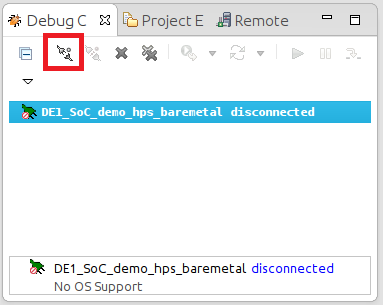 Debug C
Project E
Remote
DE1_SoC_demo_hps_baremetal disconnected
DE1_SoC_demo_hps_baremetal disconnected
No OS Support